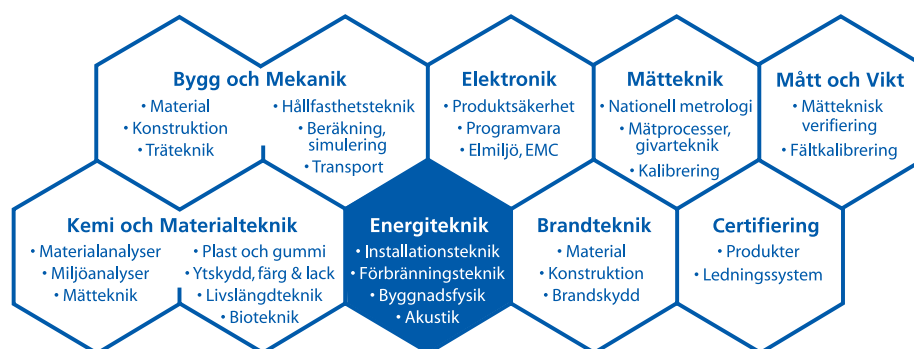 Bygg och Mekanik
• Material
• Konstruktion
• Träteknik
• Hållfasthetsteknik
• Beräkning,
simulering
• Transport
Elektronik
• Produktsäkerhet
• Programvara
• Elmiljö, EMC
Mätteknik
• Nationell metrologi
• Mätprocesser,
givarteknik
• Kalibrering
Mått och Vikt
• Mätteknisk
verifiering
• Fältkalibrering
Kemi och Materialteknik
• Materialanalyser
• Miljöanalyser
• Mätteknik
• Plast och gummi
• Ytskydd, färg & lack
• Livslängdteknik
• Bioteknik
Energiteknik
• Installationsteknik
• Förbränningsteknik
• Byggnadsfysik
• Akustik
Brandteknik
• Material
• Konstruktion
• Brandskydd
Certifiering
• Produkter
• Ledningssystem